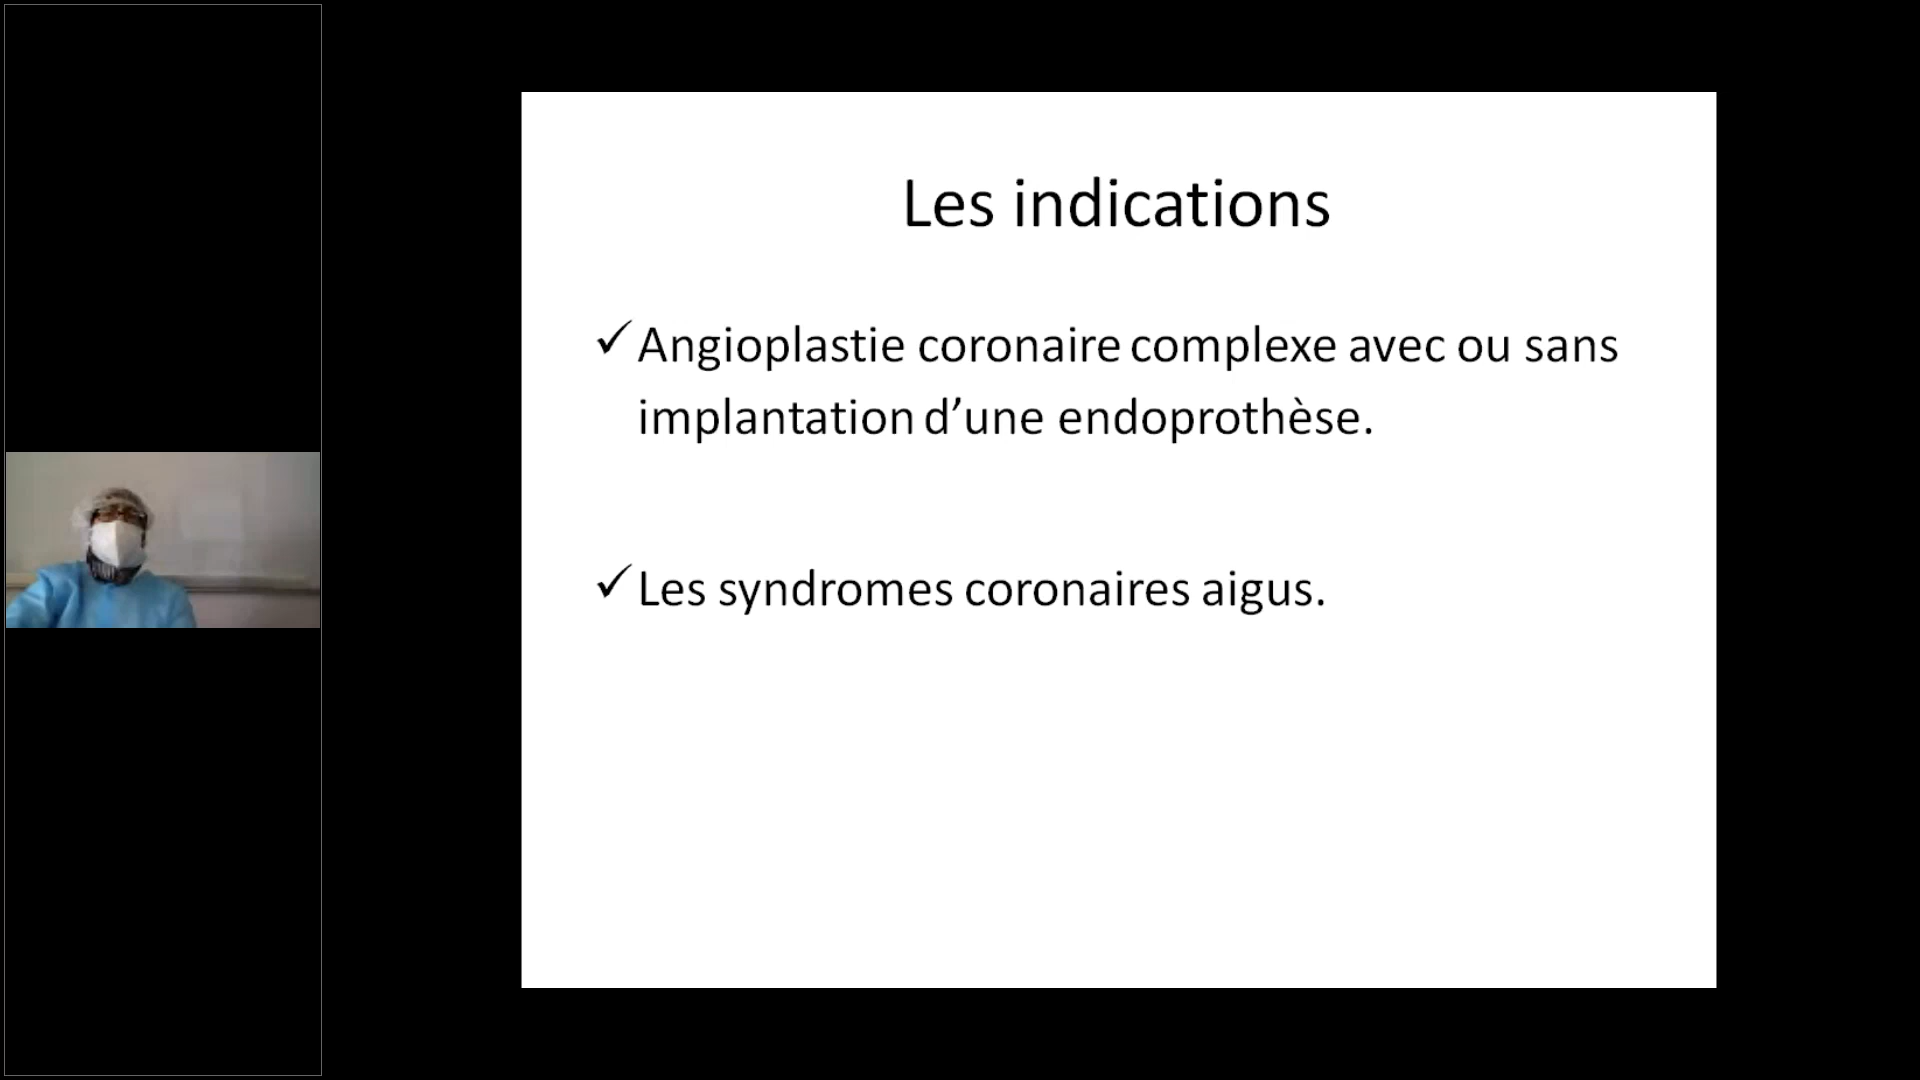 Les indications
✓Angioplastie coronaire complexe avec ou sans
implantation d’une endoprothèse.
✓Les syndromes coronaires aigus.